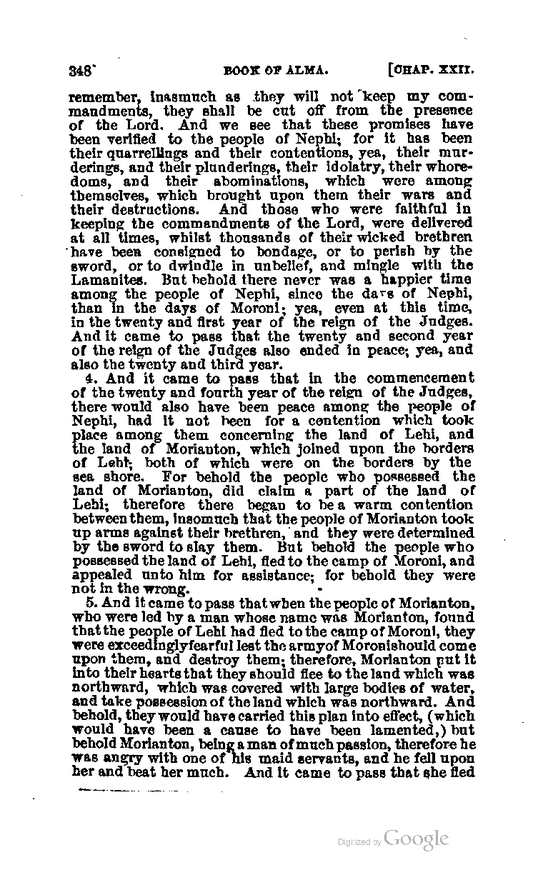 348 BOOK OF ALMA. [CHAP. XXII.
remember, inasmuch as they will not keep my com-
mandments, they shall be cut off from the presence
of the Lord. And we see that these promises have
been verified to the people of Nephi; for it has been
their quarrellings and their contentions, yea, their mur-
derings, and their plunderings, their idolatry, their whore-
doms, and their abominations, which were among
themselves, which brought upon them their wars and
their destructions. And those who were faithful in
keeping the commandments of the Lord, were delivered
at all times, whilst thousands of their wicked brethren
have been consigned to bondage, or to perish by the
sword, or to dwindle in unbelief, and mingle with the
Lamanites. But behold there never was a happier time
among the people of Nephi, since the days of Nephi,
than in the days of Moroni; yea, even at this time,
in the twenty and first year of the reign of the Judges.
And it came to pass that the twenty and second year
of the reign of the Judges also ended in peace; yea, and
also the twenty and third year.
4. And it came to pass that in the commencement
of the twenty and fourth year of the reign of the Judges,
there would also have been peace among the people of
Nephi, had it not been for a contention which took
place among them concerning the land of Lehi, and
the land of Morianton, which joined upon the borders
of Lehi; both of which were on the borders by the
sea shore. For behold the people who possessed the
land of Morianton, did claim a part of the land of
Lehi; therefore there began to be a warm contention
between them, insomuch that the people of Morianton took
up arms against their brethren, and they were determined
by the sword to slay them. But behold the people who
possessed the land of Lehi, fled to the camp of Moroni, and
appealed unto him for assistance; for behold they were
not in the wrong.
5. And it came to pass that when the people of Morianton,
who were led by a man whose name was Morianton, found
that the people of Lehi had fled to the camp of Moroni, they
were exceedingly fearful lest the army of Moroni should come
upon them, and destroy them; therefore, Morianton put it
into their hearts that they should flee to the land which was
northward, which was covered with large bodies of water,
and take possession of the land which was northward. And
behold, they would have carried this plan into effect, (which
would have been a cause to have been lamented,) but
behold Morianton, being a man of much passion, therefore he
was angry with one of his maid servants, and he fell upon
her and beat her much. And it came to pass that she fled
Digitized by Google